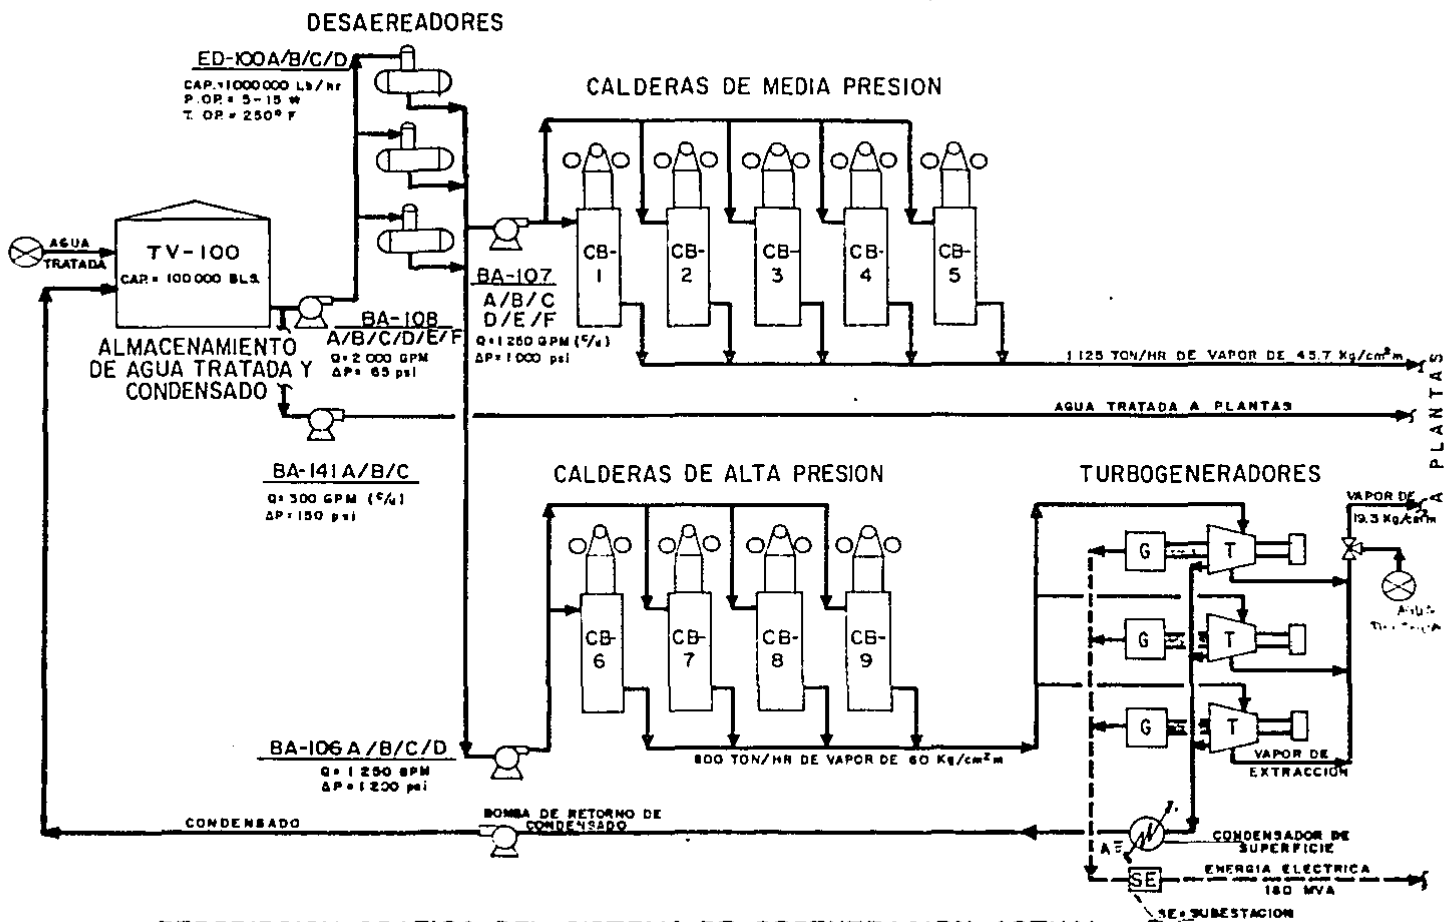 DESAEREADORES
ED-100A/B/C/D
CAP.=1000000 Lb/hr
P. OP.= 5-15 #
T. OP.= 250° F
CALDERAS DE MEDIA PRESION
AGUA
TRATADA
TV-100
CAP. = 100000 BLS.
ALMACENAMIENTO
DE AGUA TRATADA Y
CONDENSADO
BA-108
A/B/C/D/E/F
Q=2000 GPM
ΔP= 65 psi
BA-107
A/B/C
D/E/F
Q=1250 GPM (c/u)
ΔP=1000 psi
CB-
1
CB-
2
CB-
3
CB-
4
CB-
5
1125 TON/HR DE VAPOR DE 45.7 Kg/cm²m
AGUA TRATADA A PLANTAS
A PLANTAS
BA-141 A/B/C
Q=300 GPM (c/u)
ΔP=150 psi
CALDERAS DE ALTA PRESION
TURBOGENERADORES
VAPOR DE
19.3 Kg/cm²m
G
T
G
T
G
T
CB-
6
CB-
7
CB-
8
CB-
9
BA-106 A/B/C/D
Q=1250 GPM
ΔP=1200 psi
800 TON/HR DE VAPOR DE 60 Kg/cm²m
VAPOR DE
EXTRACCION
CONDENSADO
BOMBA DE RETORNO DE
CONDENSADO
CONDENSADOR DE
SUPERFICIE
SE
ENERGIA ELECTRICA
180 MVA
SE= SUBESTACION